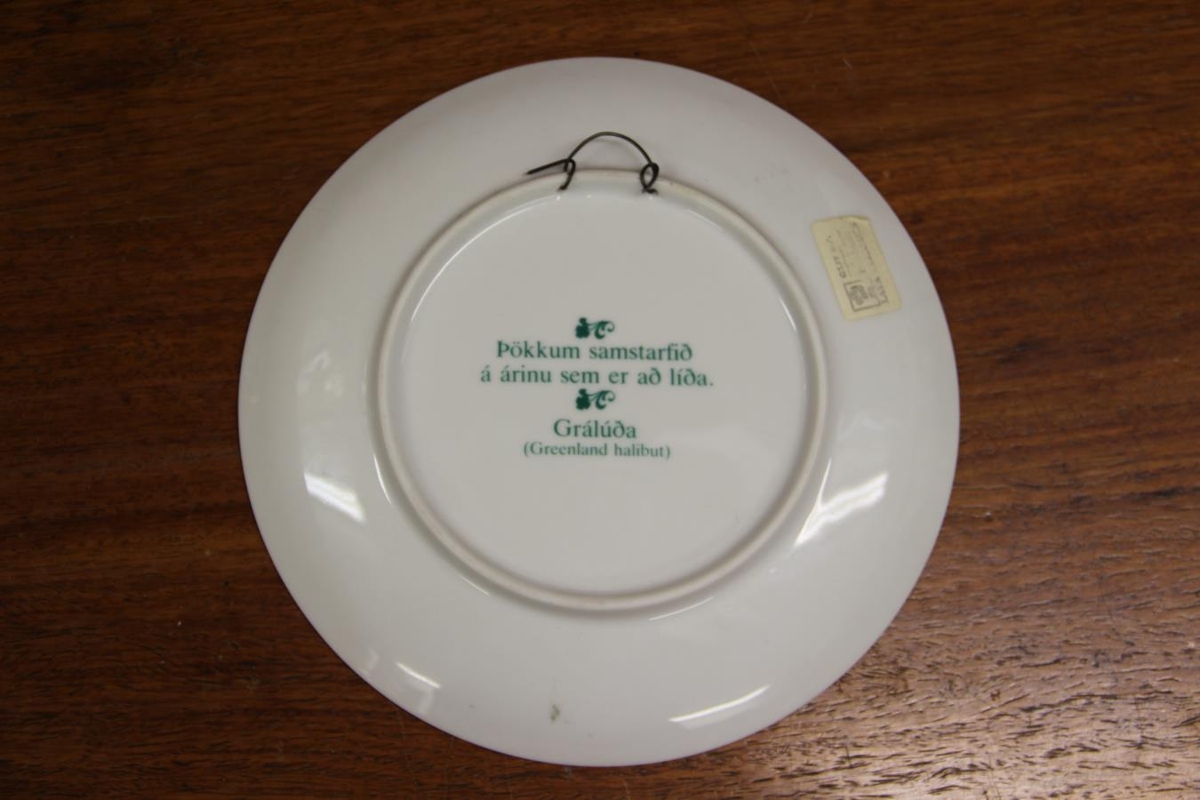 Þökkum samstarfið
á árinu sem er að líða.
Grálúða
(Greenland halibut)